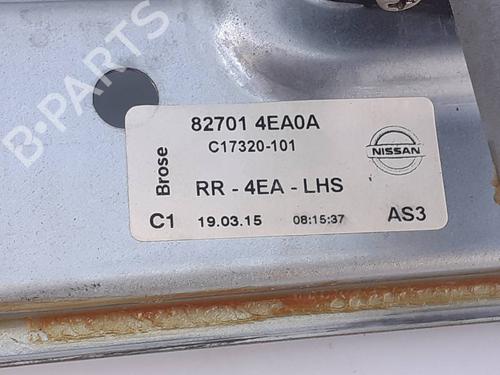 B-PARTS
82701 4EA0A
C17320-101
NISSAN
Brose
RR - 4EA - LHS
C1 19.03.15 08:15:37 AS3